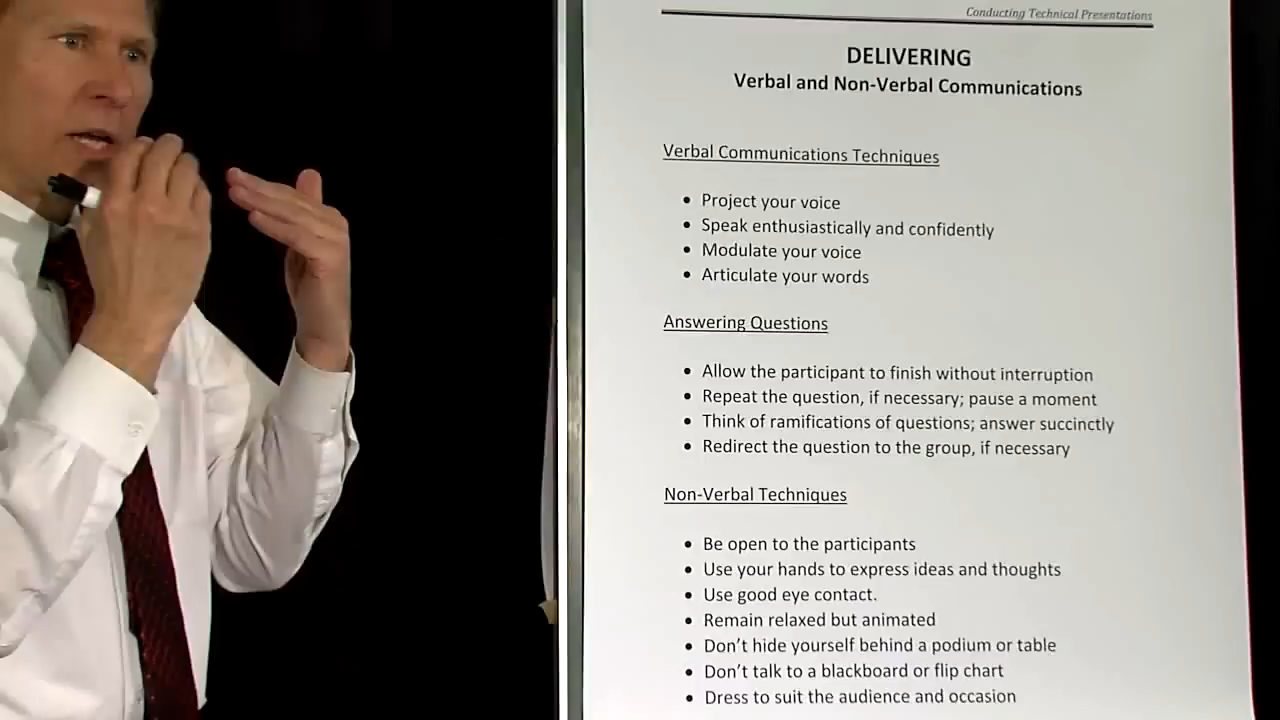 Conducting Technical Presentations
DELIVERING
Verbal and Non-Verbal Communications
Verbal Communications Techniques
• Project your voice
• Speak enthusiastically and confidently
• Modulate your voice
• Articulate your words
Answering Questions
• Allow the participant to finish without interruption
• Repeat the question, if necessary; pause a moment
• Think of ramifications of questions; answer succinctly
• Redirect the question to the group, if necessary
Non-Verbal Techniques
• Be open to the participants
• Use your hands to express ideas and thoughts
• Use good eye contact.
• Remain relaxed but animated
• Don’t hide yourself behind a podium or table
• Don’t talk to a blackboard or flip chart
• Dress to suit the audience and occasion